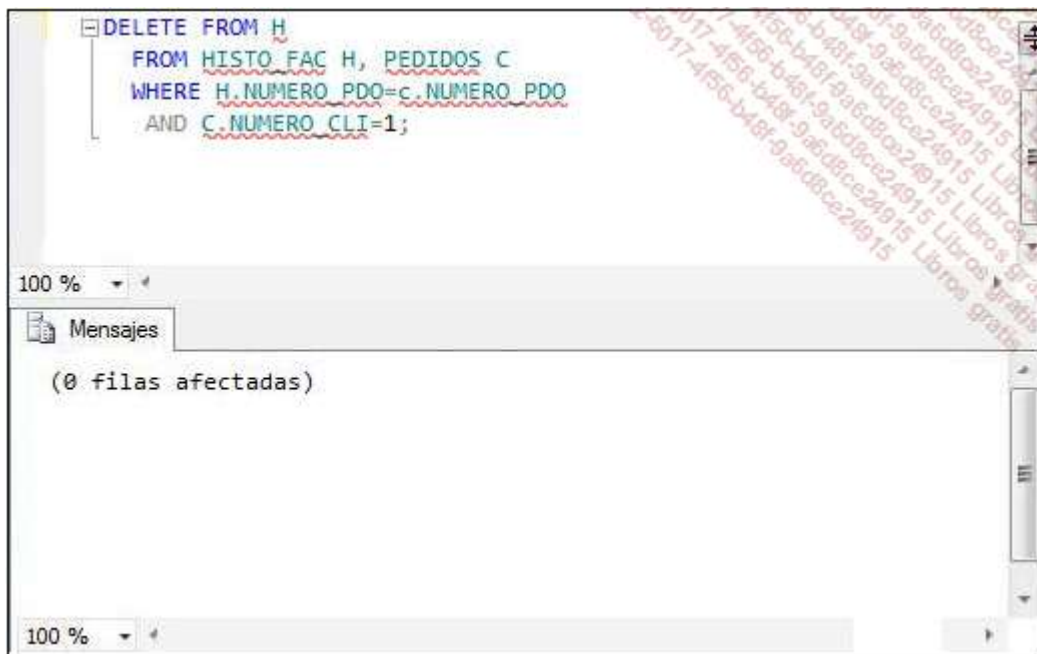 DELETE FROM H
FROM HISTO_FAC H, PEDIDOS C
WHERE H.NUMERO_PDO=c.NUMERO_PDO
AND C.NUMERO_CLI=1;
100 %
Mensajes
(0 filas afectadas)
100 %